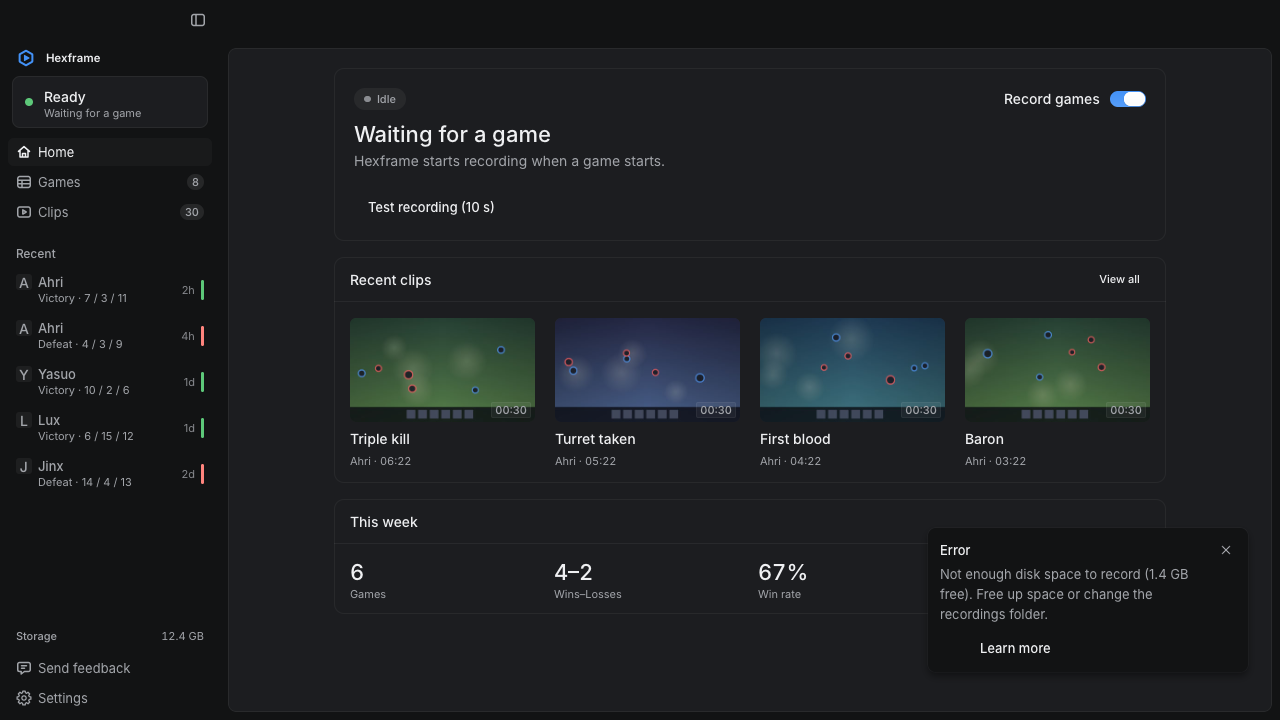 Hexframe
Ready
Waiting for a game
Home
Games
8
Clips
30
Recent
A
Ahri
Victory · 7 / 3 / 11
2h
A
Ahri
Defeat · 4 / 3 / 9
4h
Y
Yasuo
Victory · 10 / 2 / 6
1d
L
Lux
Victory · 6 / 15 / 12
1d
J
Jinx
Defeat · 14 / 4 / 13
2d
Storage
12.4 GB
Send feedback
Settings
Idle
Record games
Waiting for a game
Hexframe starts recording when a game starts.
Test recording (10 s)
Recent clips
View all
00:30
Triple kill
Ahri · 06:22
00:30
Turret taken
Ahri · 05:22
00:30
First blood
Ahri · 04:22
00:30
Baron
Ahri · 03:22
This week
6
Games
4–2
Wins–Losses
67%
Win rate
Error
Not enough disk space to record (1.4 GB
free). Free up space or change the
recordings folder.
Learn more